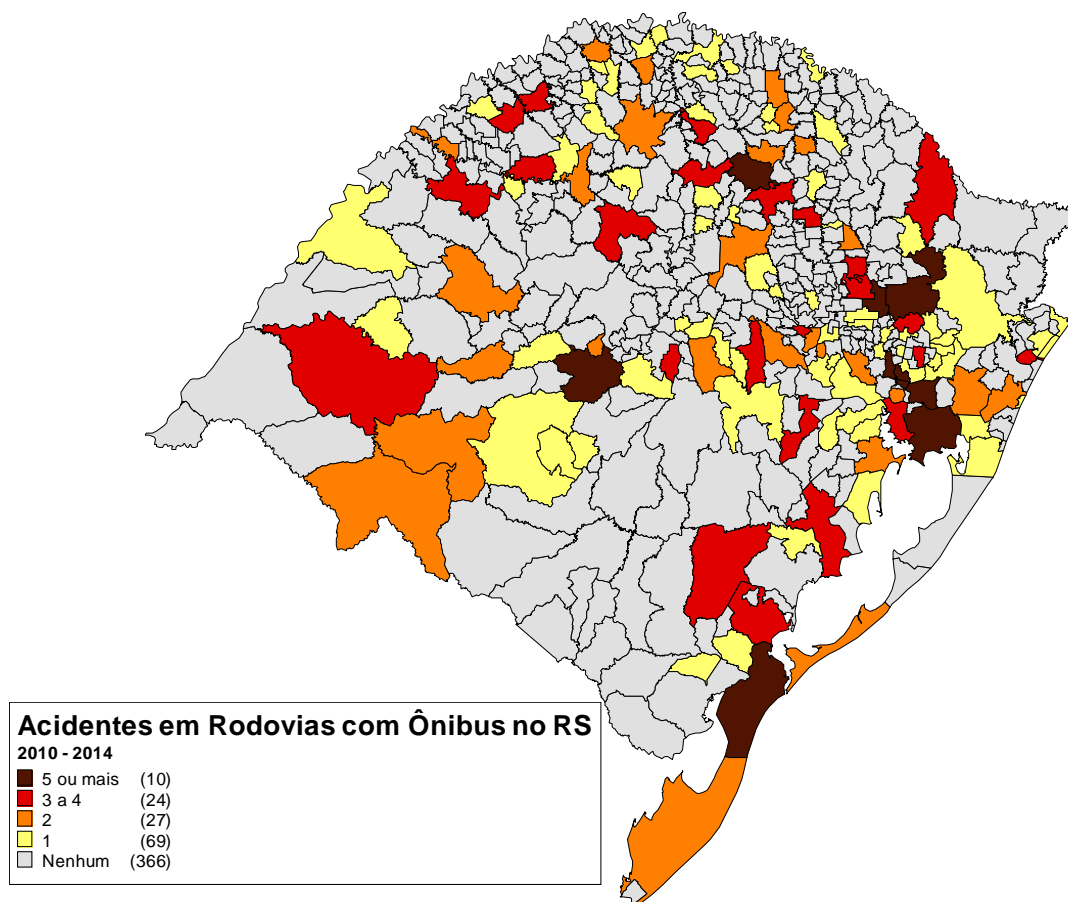 Acidentes em Rodovias com Ônibus no RS
2010 - 2014
5 ou mais (10)
3 a 4 (24)
2 (27)
1 (69)
Nenhum (366)